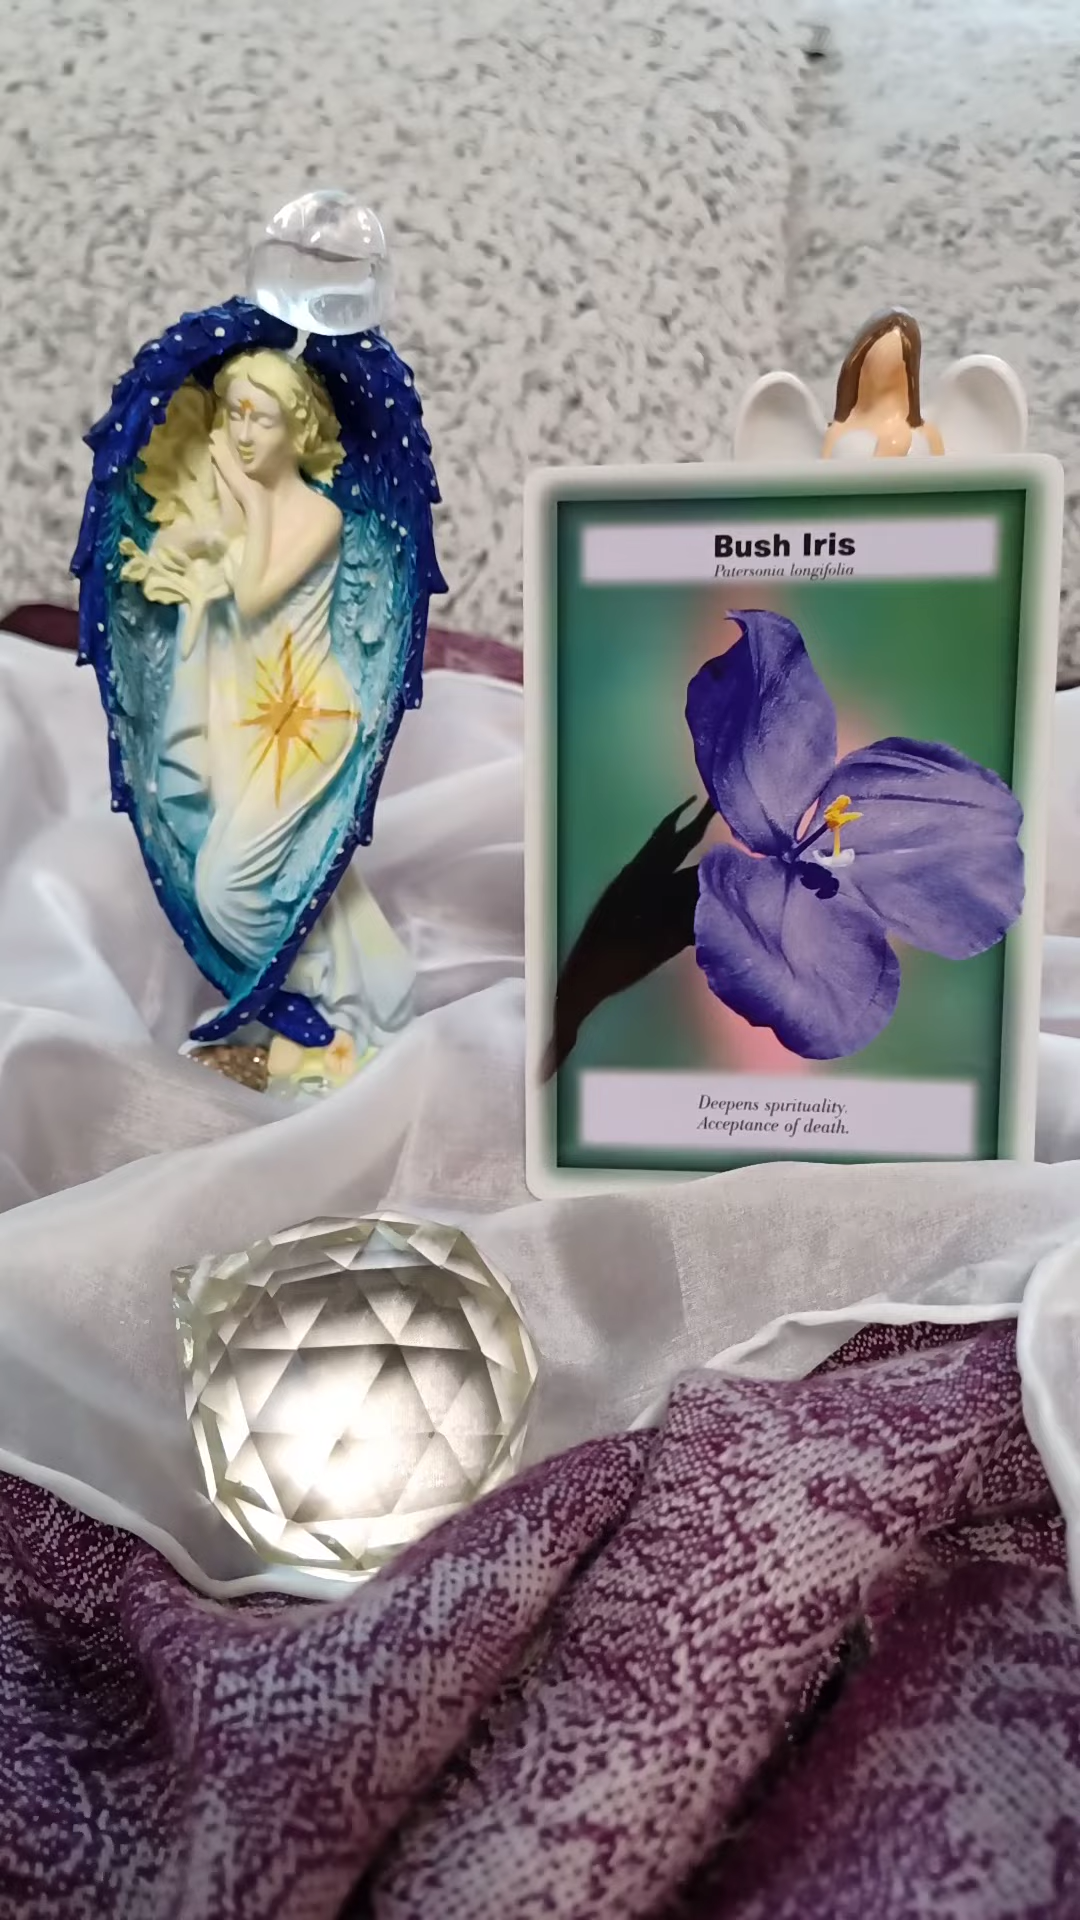 Bush Iris
Patersonia longifolia
Deepens spirituality.
Acceptance of death.